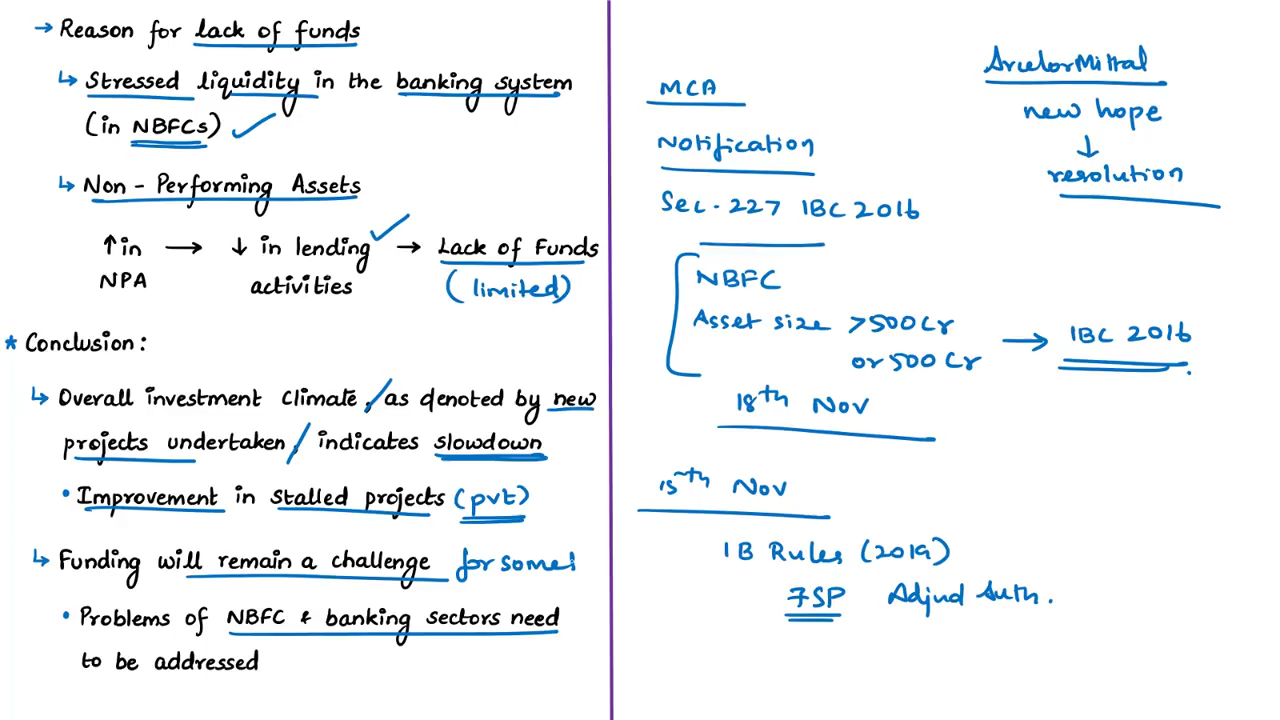 → Reason for lack of funds
↳ Stressed liquidity in the banking system
(in NBFCs)
↳ Non-Performing Assets
↑ in → ↓ in lending → Lack of Funds
NPA activities (limited)
* Conclusion:
↳ Overall investment climate, as denoted by new
projects undertaken, indicates slowdown
• Improvement in stalled projects (pvt)
↳ Funding will remain a challenge for some!
• Problems of NBFC & banking sectors need
to be addressed
MCA
Notification
Sec. 227 IBC 2016
NBFC
Asset size >500 Cr
or 500 Cr
→ IBC 2016.
18th Nov
15th Nov
IB Rules (2019)
FSP Adjud Auth.
ArcelorMittal
new hope
↓
resolution